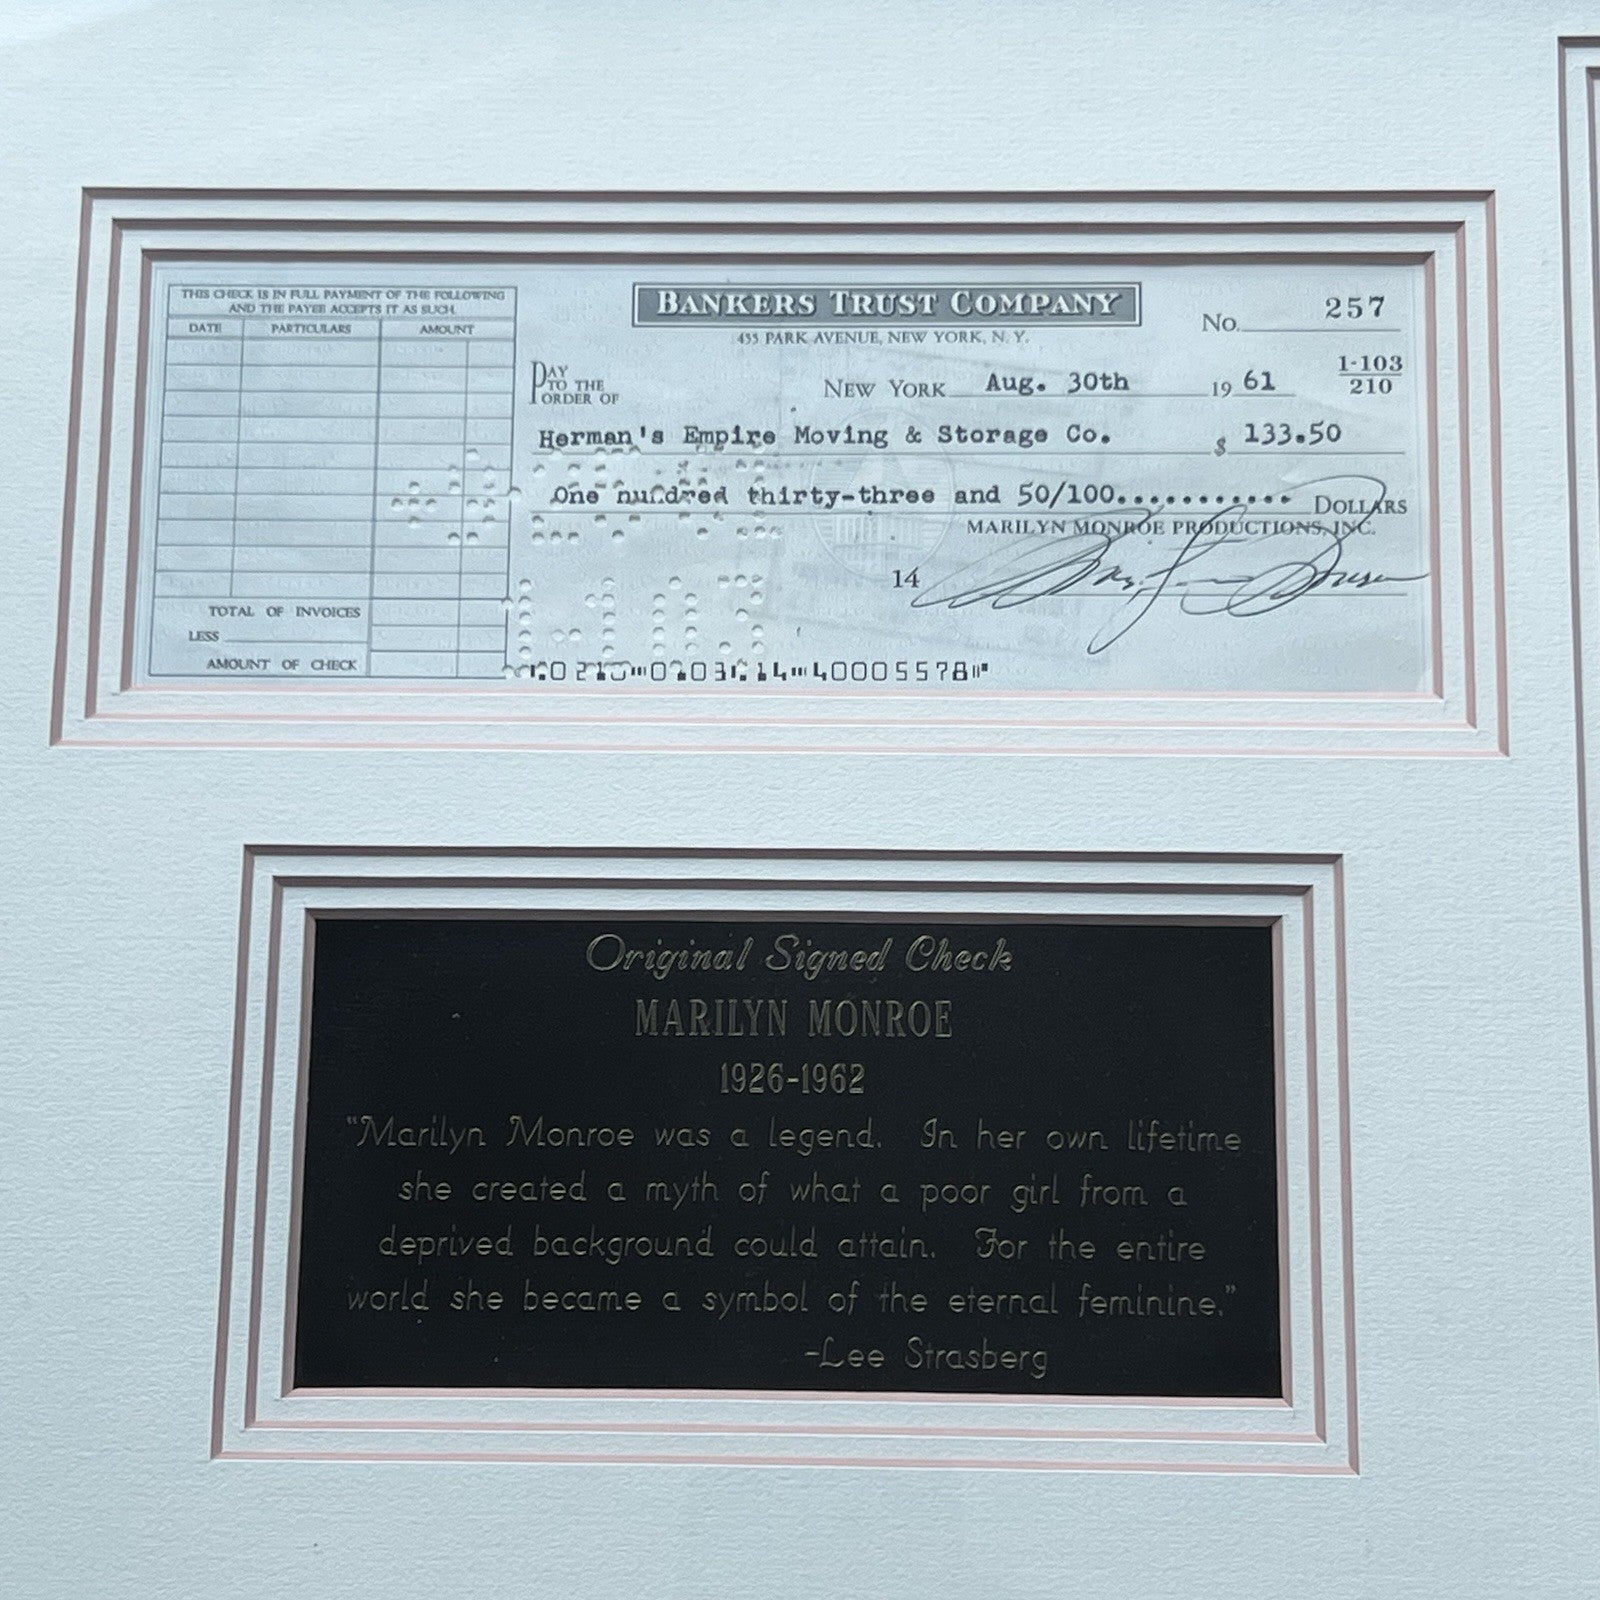 THIS CHECK IS IN FULL PAYMENT OF THE FOLLOWING
AND THE PAYEE ACCEPTS IT AS SUCH.
DATE PARTICULARS AMOUNT
TOTAL OF INVOICES
LESS
AMOUNT OF CHECK
BANKERS TRUST COMPANY
455 PARK AVENUE, NEW YORK, N. Y.
No. 257
PAY TO THE ORDER OF
NEW YORK Aug. 30th 19 61
1-103
210
Herman's Empire Moving & Storage Co. $ 133.50
One hundred thirty-three and 50/100........... DOLLARS
MARILYN MONROE PRODUCTIONS, INC.
14
Original Signed Check
MARILYN MONROE
1926-1962
"Marilyn Monroe was a legend. In her own lifetime
she created a myth of what a poor girl from a
deprived background could attain. For the entire
world she became a symbol of the eternal feminine."
-Lee Strasberg